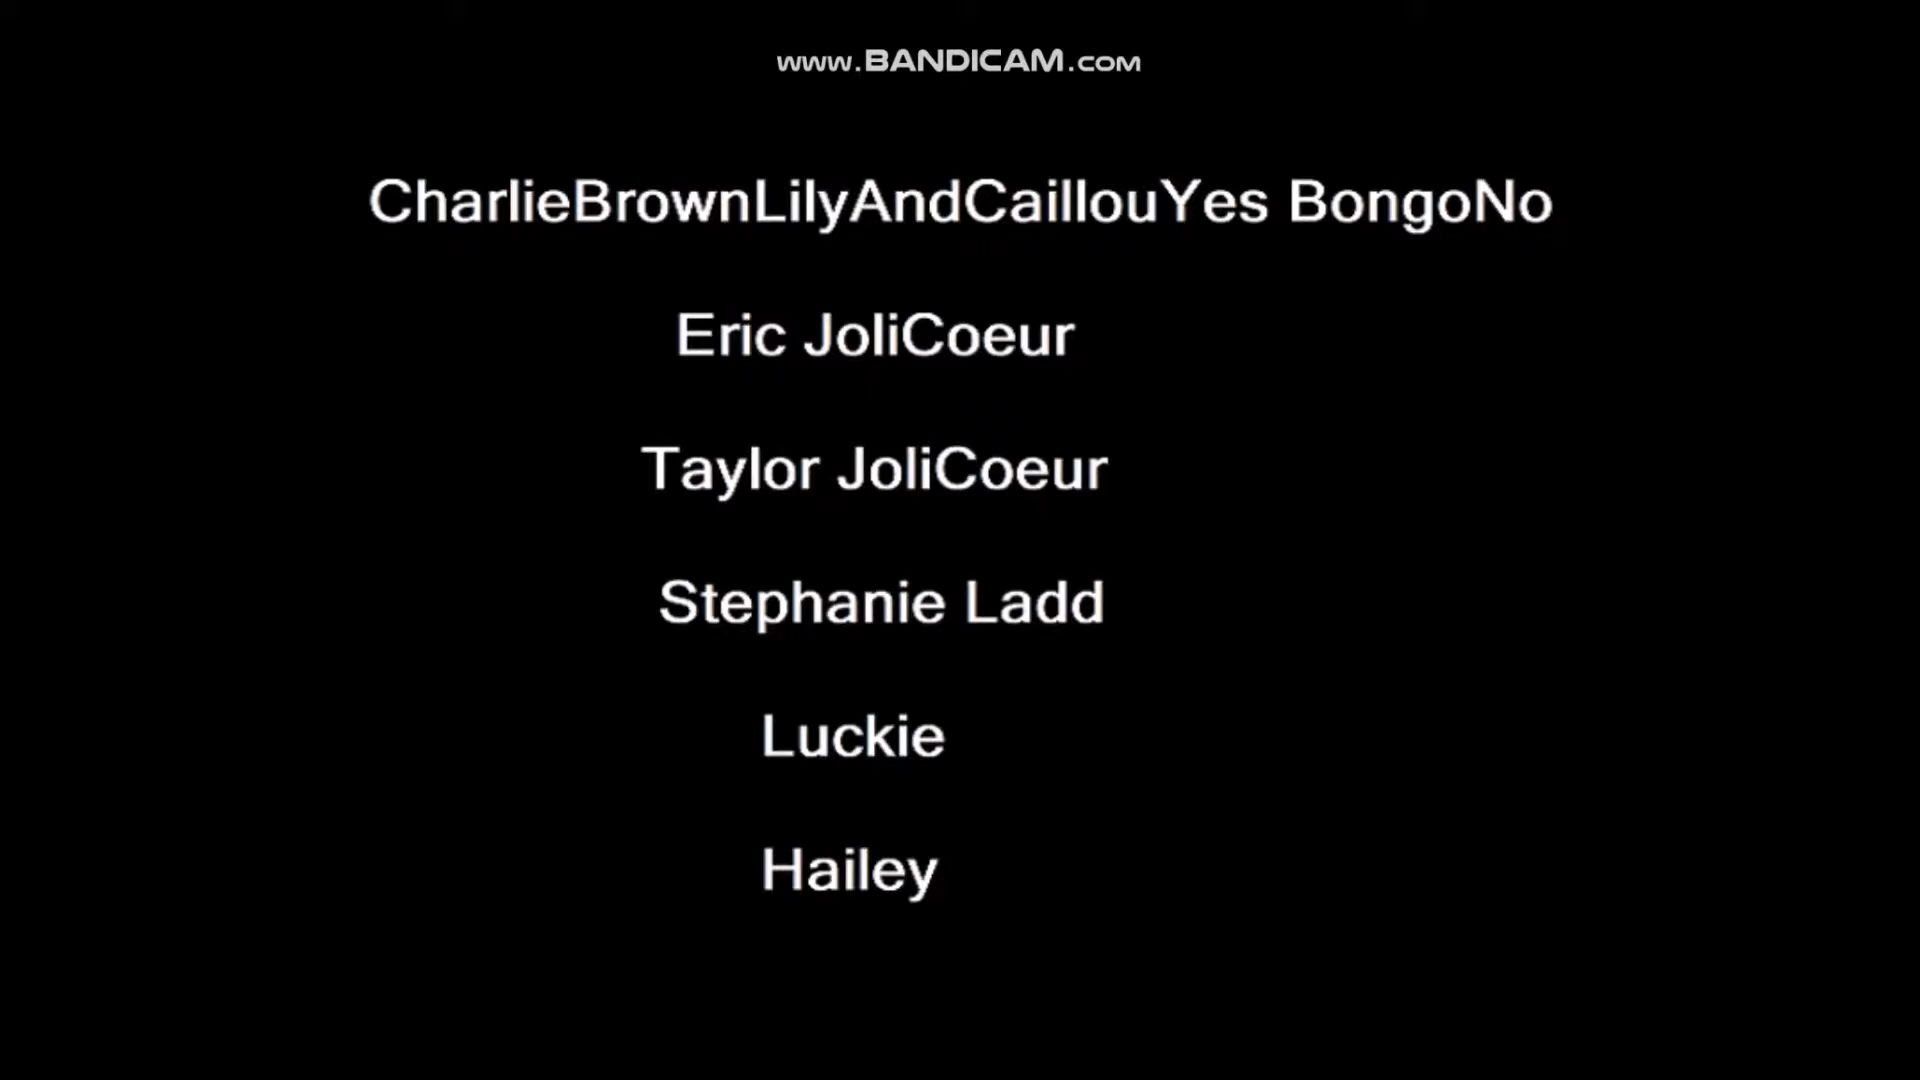 www.BANDICAM.com
CharlieBrownLilyAndCaillouYes BongoNo
Eric JoliCoeur
Taylor JoliCoeur
Stephanie Ladd
Luckie
Hailey